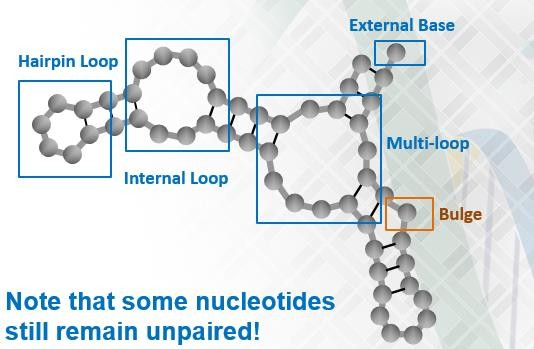 External Base
Hairpin Loop
Multi-loop
Internal Loop
Bulge
Note that some nucleotides
still remain unpaired!